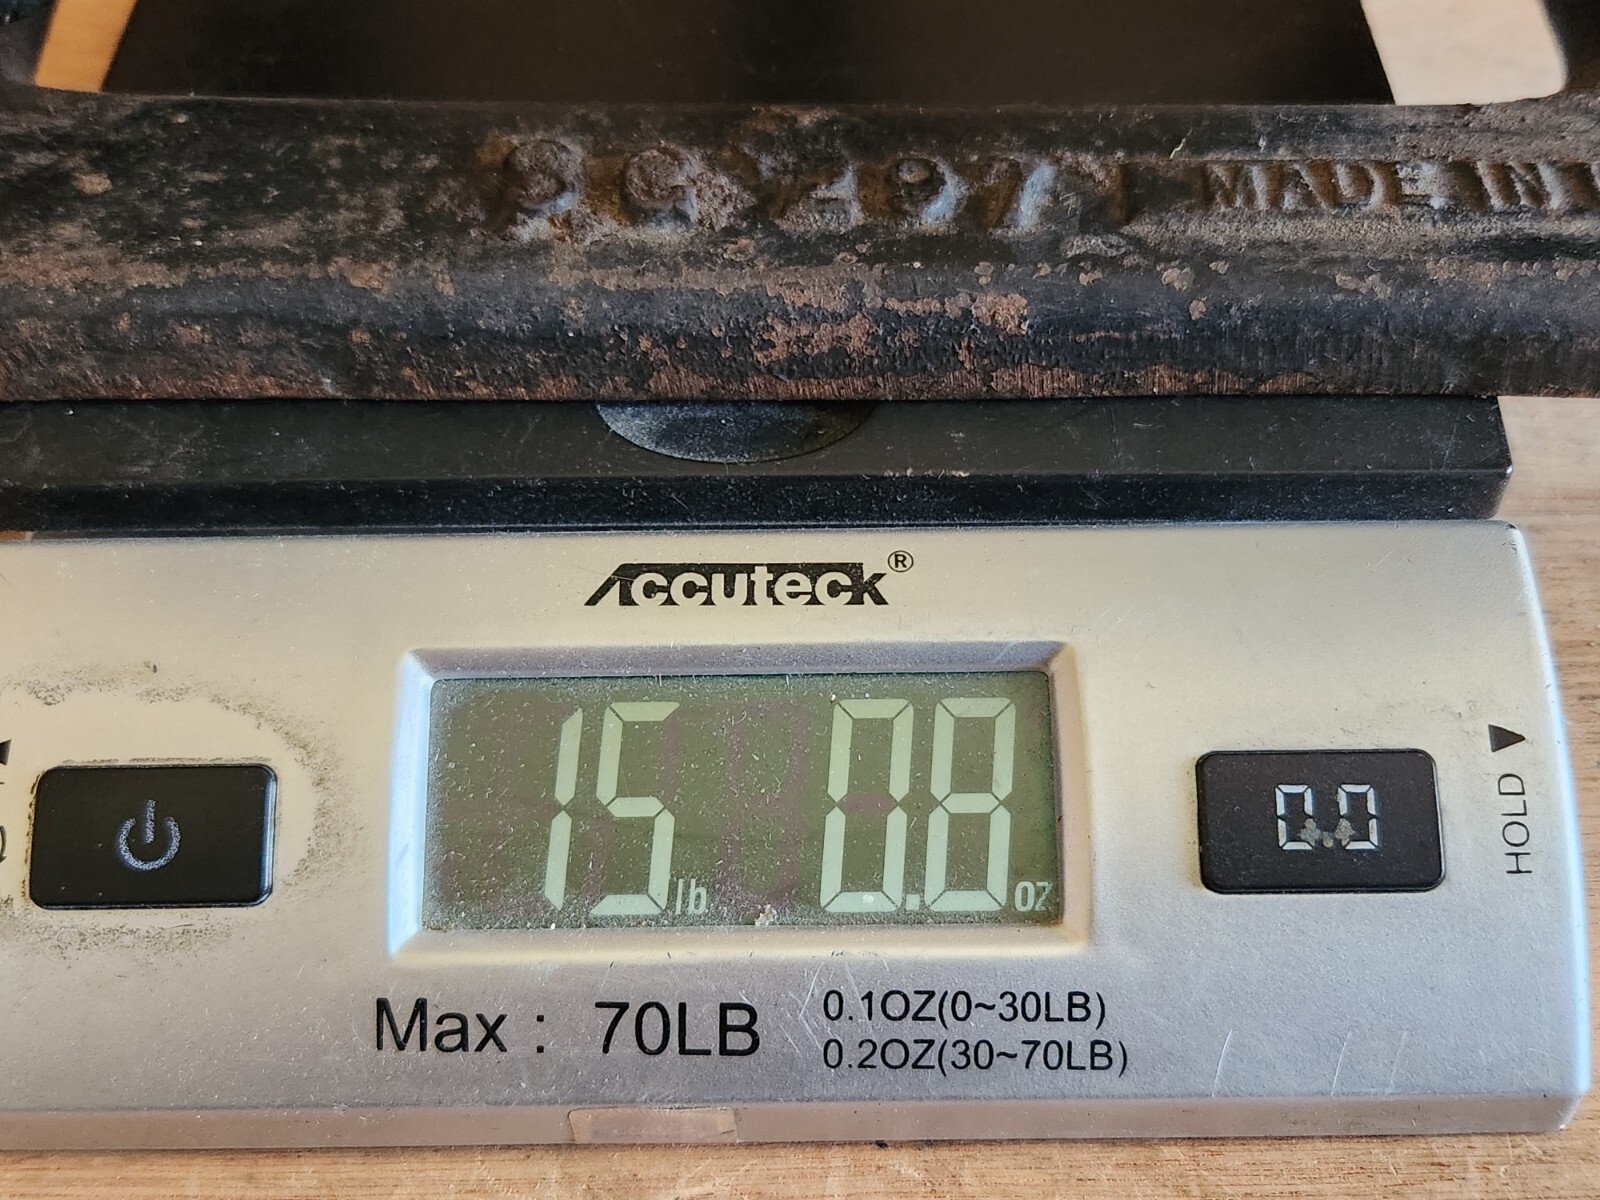 MADE IN
Accuteck®
15 lb 0.8 oz
0.0
HOLD
Max : 70LB
0.1OZ(0~30LB)
0.2OZ(30~70LB)